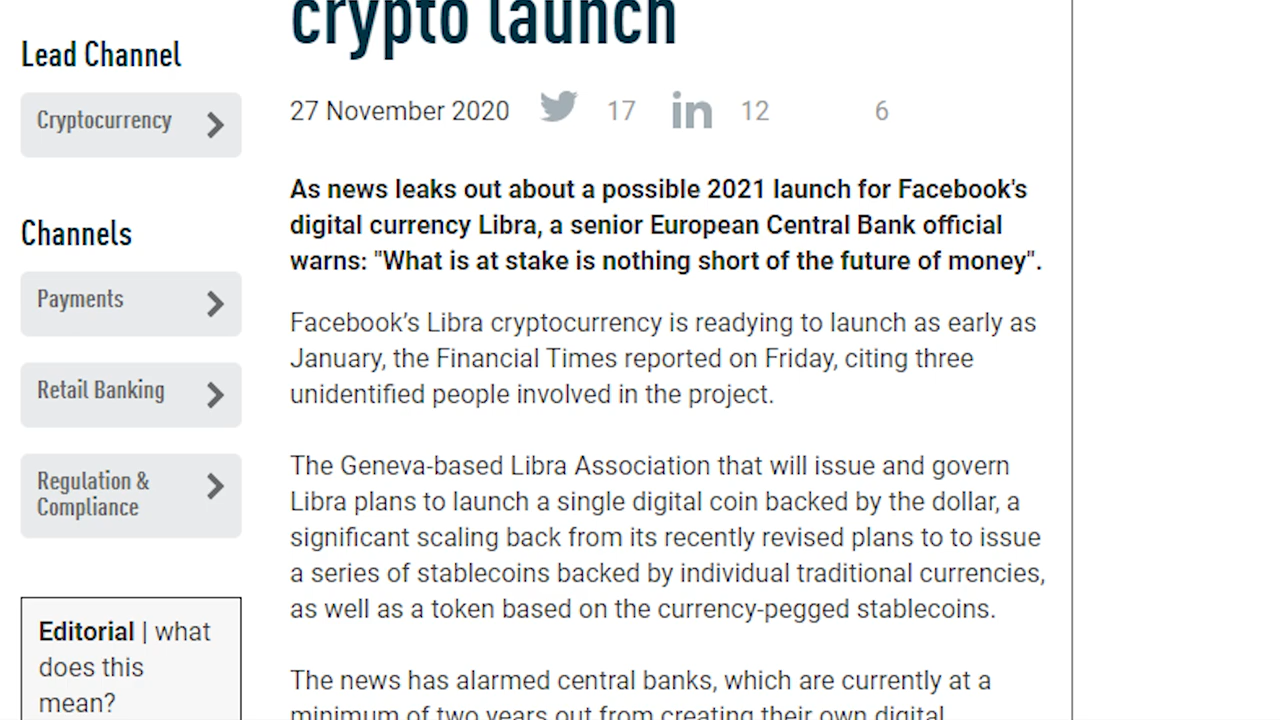 crypto launch
Lead Channel
Cryptocurrency
Channels
Payments
Retail Banking
Regulation &
Compliance
Editorial | what
does this
mean?
27 November 2020 17 in 12 6
As news leaks out about a possible 2021 launch for Facebook's
digital currency Libra, a senior European Central Bank official
warns: "What is at stake is nothing short of the future of money".
Facebook’s Libra cryptocurrency is readying to launch as early as
January, the Financial Times reported on Friday, citing three
unidentified people involved in the project.
The Geneva-based Libra Association that will issue and govern
Libra plans to launch a single digital coin backed by the dollar, a
significant scaling back from its recently revised plans to to issue
a series of stablecoins backed by individual traditional currencies,
as well as a token based on the currency-pegged stablecoins.
The news has alarmed central banks, which are currently at a
minimum of two years out from creating their own digital